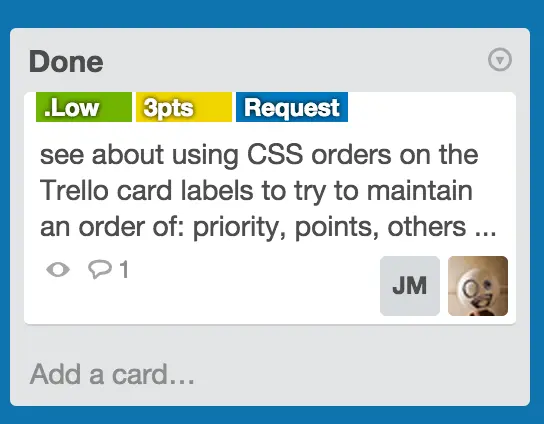 Done
.Low 3pts Request
see about using CSS orders on the
Trello card labels to try to maintain
an order of: priority, points, others ...
1
JM
Add a card...